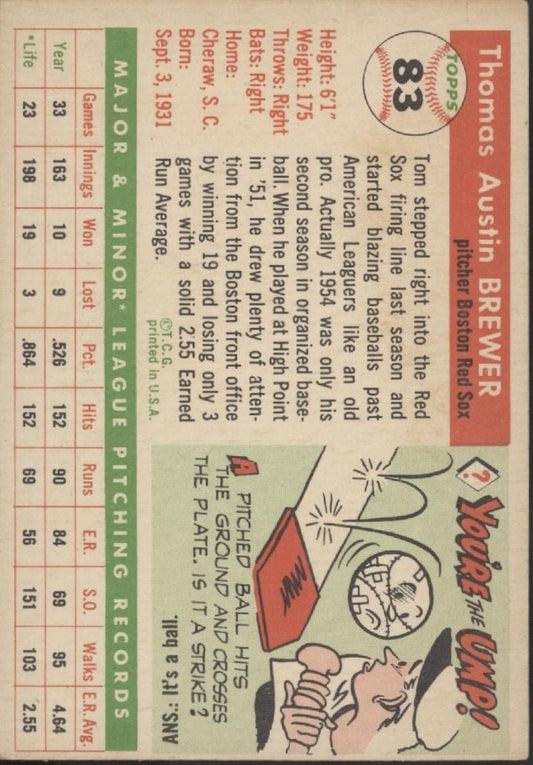 TOPPS
83
Thomas Austin BREWER
pitcher Boston Red Sox
Height: 6'1"
Weight: 175
Throws: Right
Bats: Right
Home:
Cheraw, S. C.
Born:
Sept. 3, 1931
Tom stepped right into the Red
Sox firing line last season and
started blazing baseballs past
American Leaguers like an old
pro. Actually 1954 was only his
second season in organized base-
ball. When he played at High Point
in '51, he drew plenty of atten-
tion from the Boston front office
by winning 19 and losing only 3
games with a solid 2.55 Earned
Run Average.
©T.C.G.
printed in U.S.A.
? YOU'RE THE UMP!
A PITCHED BALL HITS
THE GROUND AND CROSSES
THE PLATE. IS IT A STRIKE?
ANS: it's a ball.
MAJOR & MINOR* LEAGUE PITCHING RECORDS
Games Innings Won Lost Pct. Hits Runs E.R. S.O. Walks E.R.Avg.
Year 33 163 10 9 .526 152 90 84 69 95 4.64
*Life 23 198 19 3 .864 152 69 56 151 103 2.55